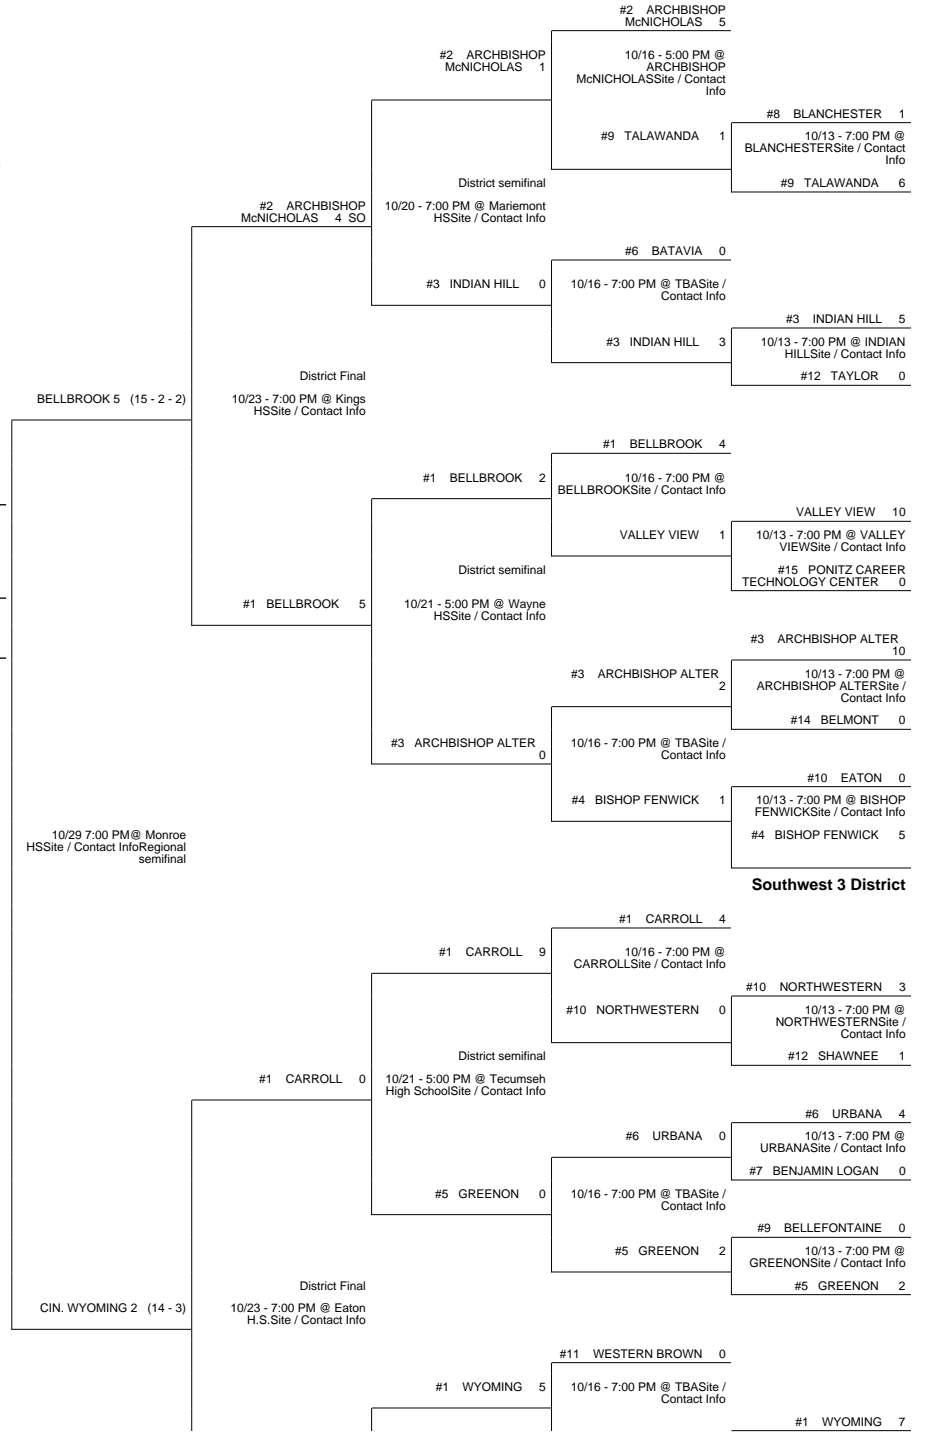 #2 ARCHBISHOP
McNICHOLAS 5
#2 ARCHBISHOP
McNICHOLAS 1
10/16 - 5:00 PM @
ARCHBISHOP
McNICHOLASSite / Contact
Info
#8 BLANCHESTER 1
#9 TALAWANDA 1
10/13 - 7:00 PM @
BLANCHESTERSite / Contact
Info
District semifinal
#9 TALAWANDA 6
#2 ARCHBISHOP
McNICHOLAS 4 SO
10/20 - 7:00 PM @ Mariemont
HSSite / Contact Info
#6 BATAVIA 0
#3 INDIAN HILL 0
10/16 - 7:00 PM @ TBASite /
Contact Info
#3 INDIAN HILL 5
#3 INDIAN HILL 3
10/13 - 7:00 PM @ INDIAN
HILLSite / Contact Info
District Final
#12 TAYLOR 0
BELLBROOK 5 (15 - 2 - 2)
10/23 - 7:00 PM @ Kings
HSSite / Contact Info
#1 BELLBROOK 4
#1 BELLBROOK 2
10/16 - 7:00 PM @
BELLBROOKSite / Contact Info
VALLEY VIEW 10
VALLEY VIEW 1
10/13 - 7:00 PM @ VALLEY
VIEWSite / Contact Info
District semifinal
#15 PONITZ CAREER
TECHNOLOGY CENTER 0
#1 BELLBROOK 5
10/21 - 5:00 PM @ Wayne
HSSite / Contact Info
#3 ARCHBISHOP ALTER
10
#3 ARCHBISHOP ALTER
2
10/13 - 7:00 PM @
ARCHBISHOP ALTERSite /
Contact Info
#14 BELMONT 0
#3 ARCHBISHOP ALTER
0
10/16 - 7:00 PM @ TBASite /
Contact Info
#10 EATON 0
#4 BISHOP FENWICK 1
10/13 - 7:00 PM @ BISHOP
FENWICKSite / Contact Info
10/29 7:00 PM@ Monroe
HSSite / Contact InfoRegional
semifinal
#4 BISHOP FENWICK 5
Southwest 3 District
#1 CARROLL 4
#1 CARROLL 9
10/16 - 7:00 PM @
CARROLLSite / Contact Info
#10 NORTHWESTERN 3
#10 NORTHWESTERN 0
10/13 - 7:00 PM @
NORTHWESTERNSite /
Contact Info
District semifinal
#12 SHAWNEE 1
#1 CARROLL 0
10/21 - 5:00 PM @ Tecumseh
High SchoolSite / Contact Info
#6 URBANA 4
#6 URBANA 0
10/13 - 7:00 PM @
URBANASite / Contact Info
#7 BENJAMIN LOGAN 0
#5 GREENON 0
10/16 - 7:00 PM @ TBASite /
Contact Info
#9 BELLEFONTAINE 0
#5 GREENON 2
10/13 - 7:00 PM @
GREENONSite / Contact Info
District Final
#5 GREENON 2
CIN. WYOMING 2 (14 - 3)
10/23 - 7:00 PM @ Eaton
H.S.Site / Contact Info
#11 WESTERN BROWN 0
#1 WYOMING 5
10/16 - 7:00 PM @ TBASite /
Contact Info
#1 WYOMING 7